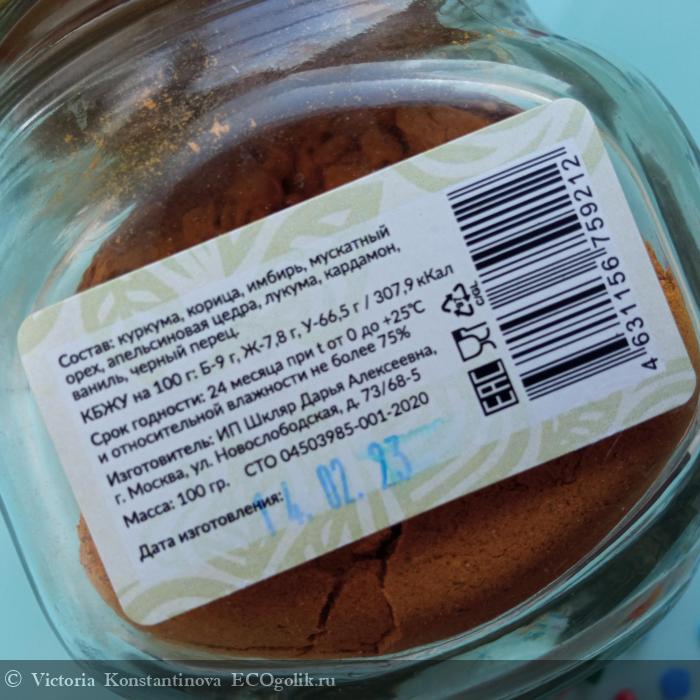 Состав: куркума, корица, имбирь, мускатный
орех, апельсиновая цедра, лукума, кардамон,
ваниль, черный перец.
КБЖУ на 100 г: Б-9 г, Ж-7,8 г, У-66,5 г / 307,9 кКал
Срок годности: 24 месяца при t от 0 до +25℃
и относительной влажности не более 75%
Изготовитель: ИП Шкляр Дарья Алексеевна,
г. Москва, ул. Новослободская, д. 73/68-5
Масса: 100 гр. СТО 04503985-001-2020
Дата изготовления: 14.02.23
EAC
4631156759212
© Victoria Konstantinova ECOgolik.ru